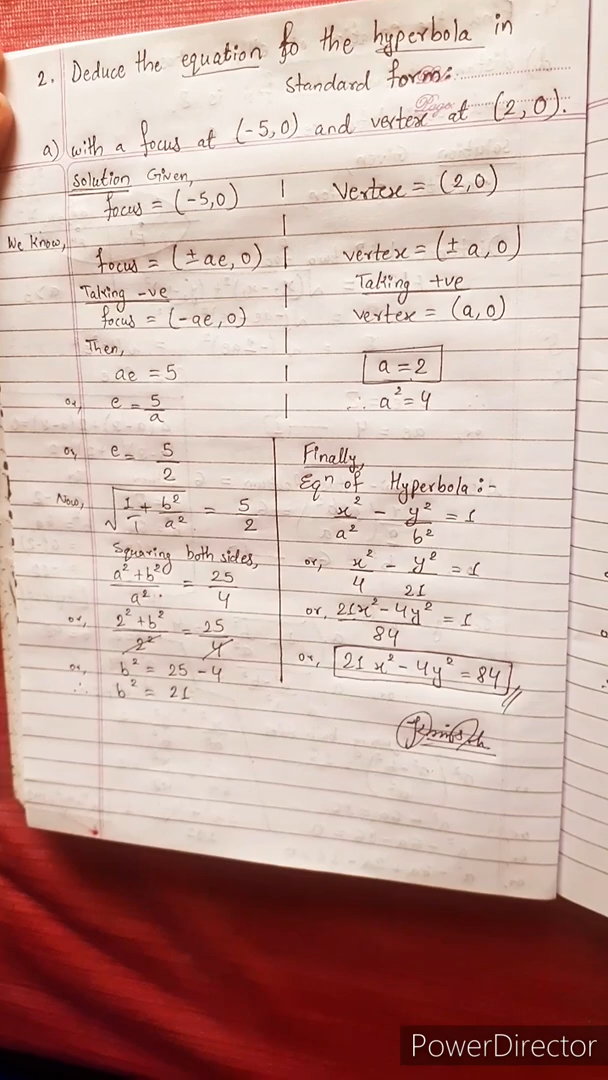 2. Deduce the equation fo the hyperbola in
standard form:
a) with a focus at (-5,0) and vertex at (2,0).
Solution Given,
focus = (-5,0) | Vertex = (2,0)
We know,
focus = (± ae, 0) | vertex = (± a, 0)
Taking -ve | Taking +ve
focus = (-ae, 0) vertex = (a,0)
Then,
ae = 5 | a = 2
or, e = 5/a | ∴ a² = 4
or, e = 5/2
Now, √(1/1 + b²/a²) = 5/2
Squaring both sides,
(a² + b²)/a² = 25/4
or, (2² + b²)/2² = 25/4
or, b² = 25 - 4
∴ b² = 21
Finally,
Eqⁿ of Hyperbola :-
x²/a² - y²/b² = 1
or, x²/4 - y²/21 = 1
or, (21x² - 4y²)/84 = 1
or, 21x² - 4y² = 84
PowerDirector